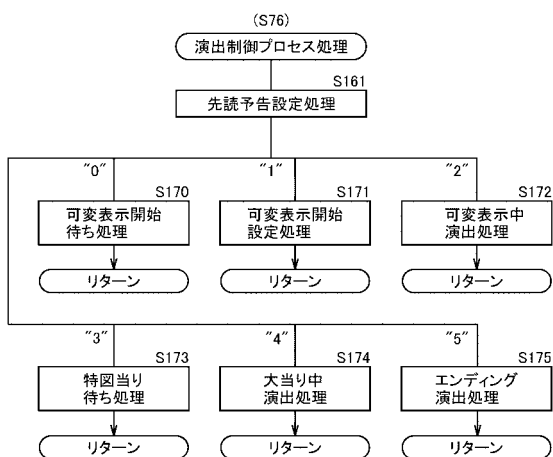 (S76)
演出制御プロセス処理
S161
先読予告設定処理
"0"
"1"
"2"
S170
S171
S172
可変表示開始
待ち処理
可変表示開始
設定処理
可変表示中
演出処理
リターン
リターン
リターン
"3"
"4"
"5"
S173
S174
S175
特図当り
待ち処理
大当り中
演出処理
エンディング
演出処理
リターン
リターン
リターン